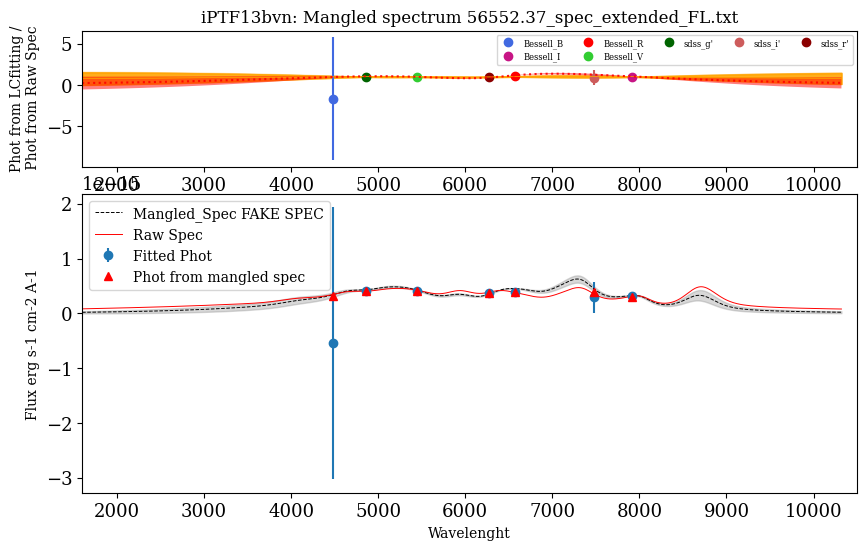 iPTF13bvn: Mangled spectrum 56552.37_spec_extended_FL.txt
Phot from LCfitting /
Phot from Raw Spec
5
0
−5
Bessell_B
Bessell_I
Bessell_R
Bessell_V
sdss_g'
sdss_i'
sdss_r'
2000 3000 4000 5000 6000 7000 8000 9000 10000
1e−15
2
1
0
−1
−2
−3
Mangled_Spec FAKE SPEC
Raw Spec
Fitted Phot
Phot from mangled spec
Flux erg s-1 cm-2 A-1
2000 3000 4000 5000 6000 7000 8000 9000 10000
Wavelenght